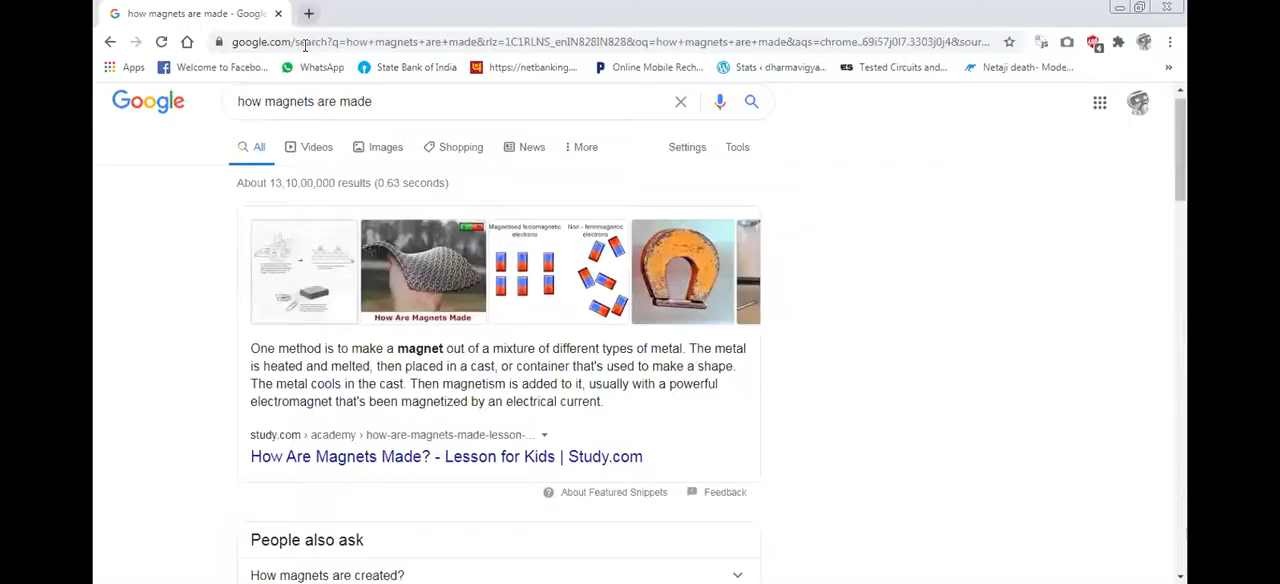 how magnets are made - Google
google.com/search?q=how+magnets+are+made&rlz=1C1RLNS_enIN828IN828&oq=how+magnets+are+made&aqs=chrome..69i57j0l7.3303j0j4&sour...
Apps Welcome to Facebo... WhatsApp State Bank of India https://netbanking.... Online Mobile Rech... Stats ‹ dharmavigya... ES Tested Circuits and... Netaji death- Mode... »
Google how magnets are made
All Videos Images Shopping News More Settings Tools
About 13,10,00,000 results (0.63 seconds)
Magnetised ferromagnetic
electrons
Non - ferromagnetic
electrons
How Are Magnets Made
One method is to make a magnet out of a mixture of different types of metal. The metal
is heated and melted, then placed in a cast, or container that's used to make a shape.
The metal cools in the cast. Then magnetism is added to it, usually with a powerful
electromagnet that's been magnetized by an electrical current.
study.com › academy › how-are-magnets-made-lesson-...
How Are Magnets Made? - Lesson for Kids | Study.com
About Featured Snippets Feedback
People also ask
How magnets are created?